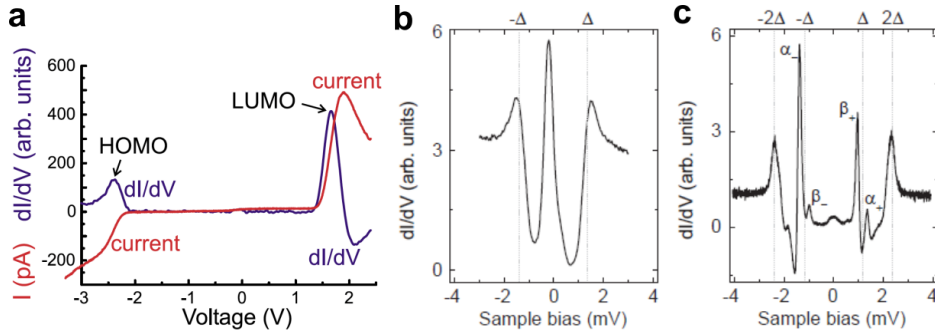 a
dI/dV (arb. units)
I (pA)
600
400
200
0
-200
-3
-2
-1
0
1
2
Voltage (V)
HOMO
dI/dV
current
LUMO
current
dI/dV
b
-Δ
Δ
dI/dV (arb. units)
6
3
0
-4
-2
0
2
4
Sample bias (mV)
c
-2Δ
-Δ
Δ
2Δ
dI/dV (arb. units)
6
3
0
α₋
β₋
β₊
α₊
-4
-2
0
2
4
Sample bias (mV)